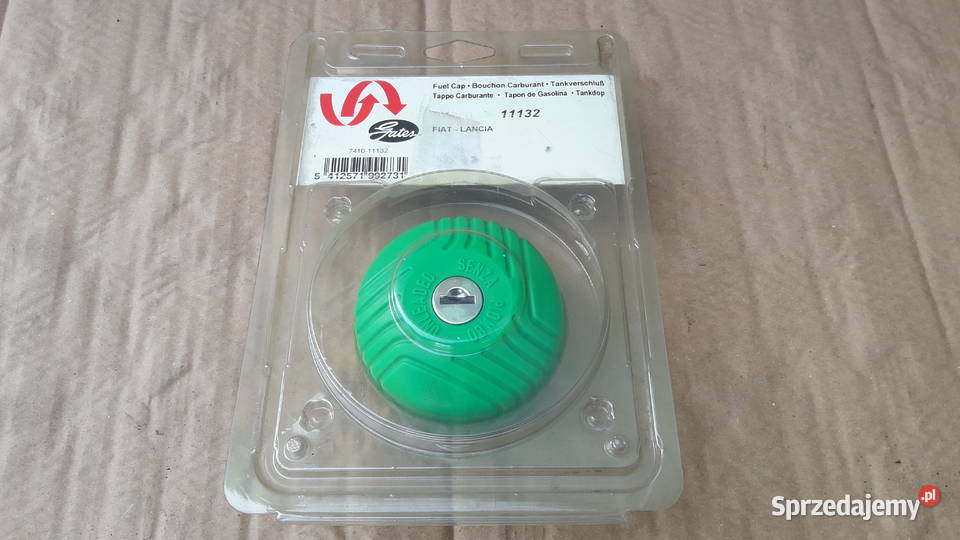 Fuel Cap • Bouchon Carburant • Tankverschluß
Tappo Carburante • Tapon de Gasolina • Tankdop
11132
FIAT - LANCIA
Gates
7410-11132
5 412571 992731
UNLEADED
SENZA
PIOMBO
Sprzedajemy.pl